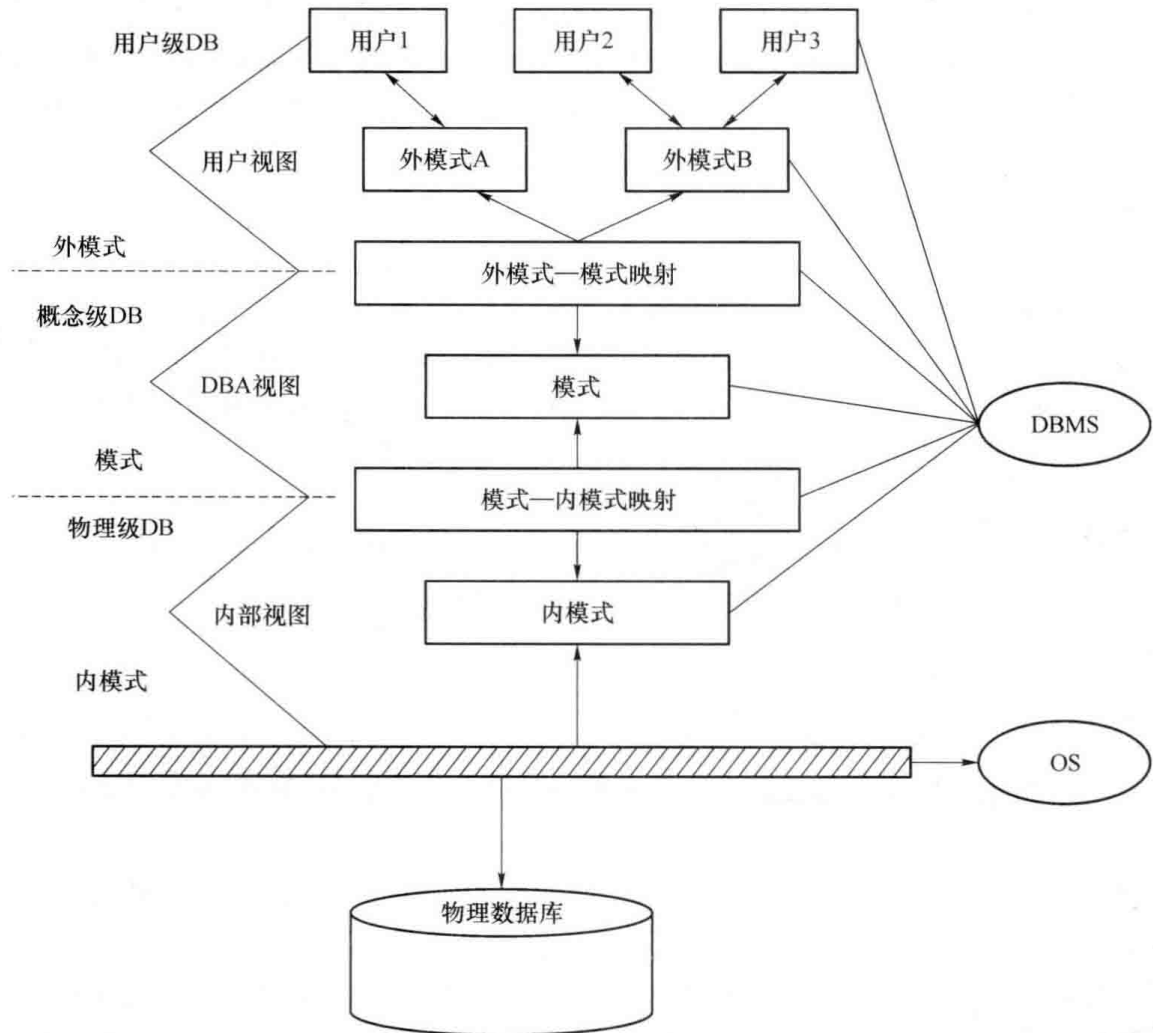 用户级DB
用户1
用户2
用户3
用户视图
外模式A
外模式B
外模式
外模式—模式映射
概念级DB
DBA视图
模式
DBMS
模式
模式—内模式映射
物理级DB
内部视图
内模式
内模式
OS
物理数据库